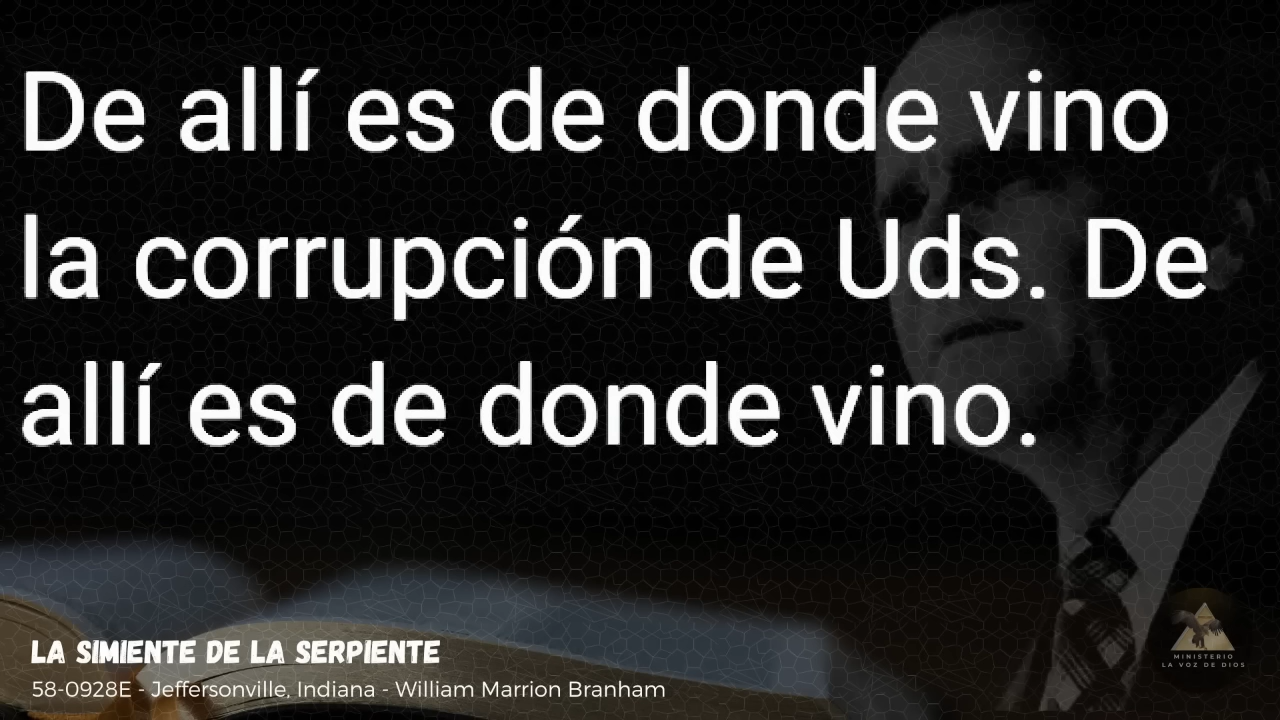 De allí es de donde vino
la corrupción de Uds. De
allí es de donde vino.
LA SIMIENTE DE LA SERPIENTE
58-0928E - Jeffersonville, Indiana - William Marrion Branham
MINISTERIO
LA VOZ DE DIOS